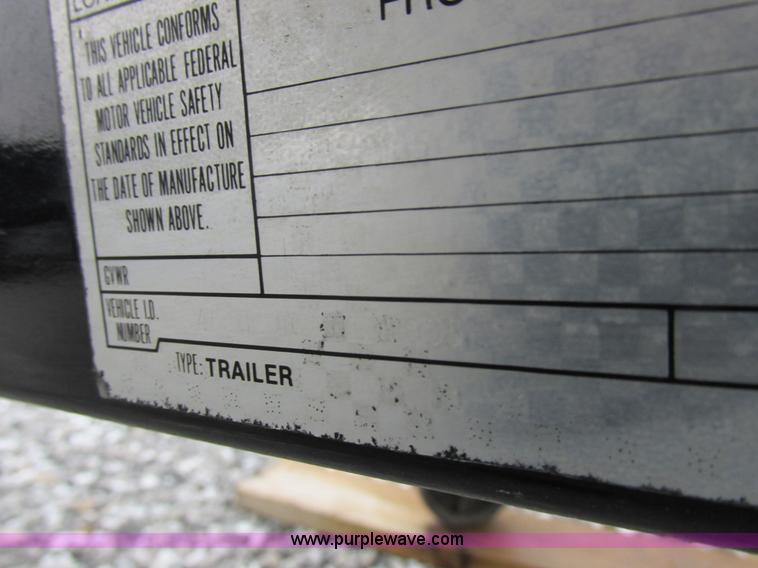 THIS VEHICLE CONFORMS
TO ALL APPLICABLE FEDERAL
MOTOR VEHICLE SAFETY
STANDARDS IN EFFECT ON
THE DATE OF MANUFACTURE
SHOWN ABOVE.
GVWR
VEHICLE I.D.
NUMBER
TYPE: TRAILER
www.purplewave.com